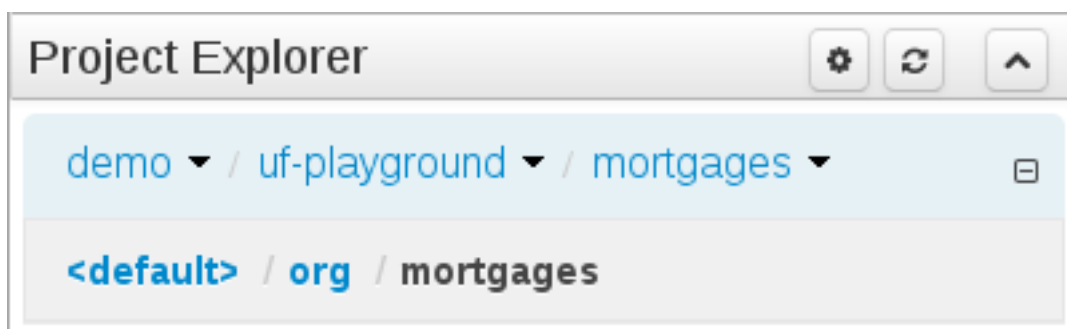 Project Explorer
demo / uf-playground / mortgages
<default> / org / mortgages